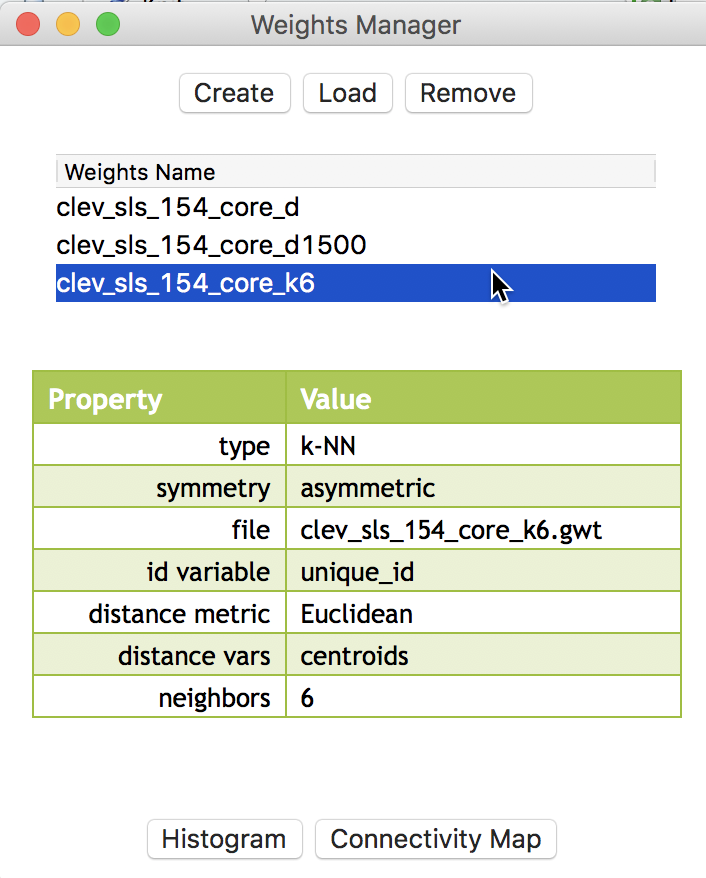 Weights Manager
Create Load Remove
Weights Name
clev_sls_154_core_d
clev_sls_154_core_d1500
clev_sls_154_core_k6
Property Value
type k-NN
symmetry asymmetric
file clev_sls_154_core_k6.gwt
id variable unique_id
distance metric Euclidean
distance vars centroids
neighbors 6
Histogram Connectivity Map